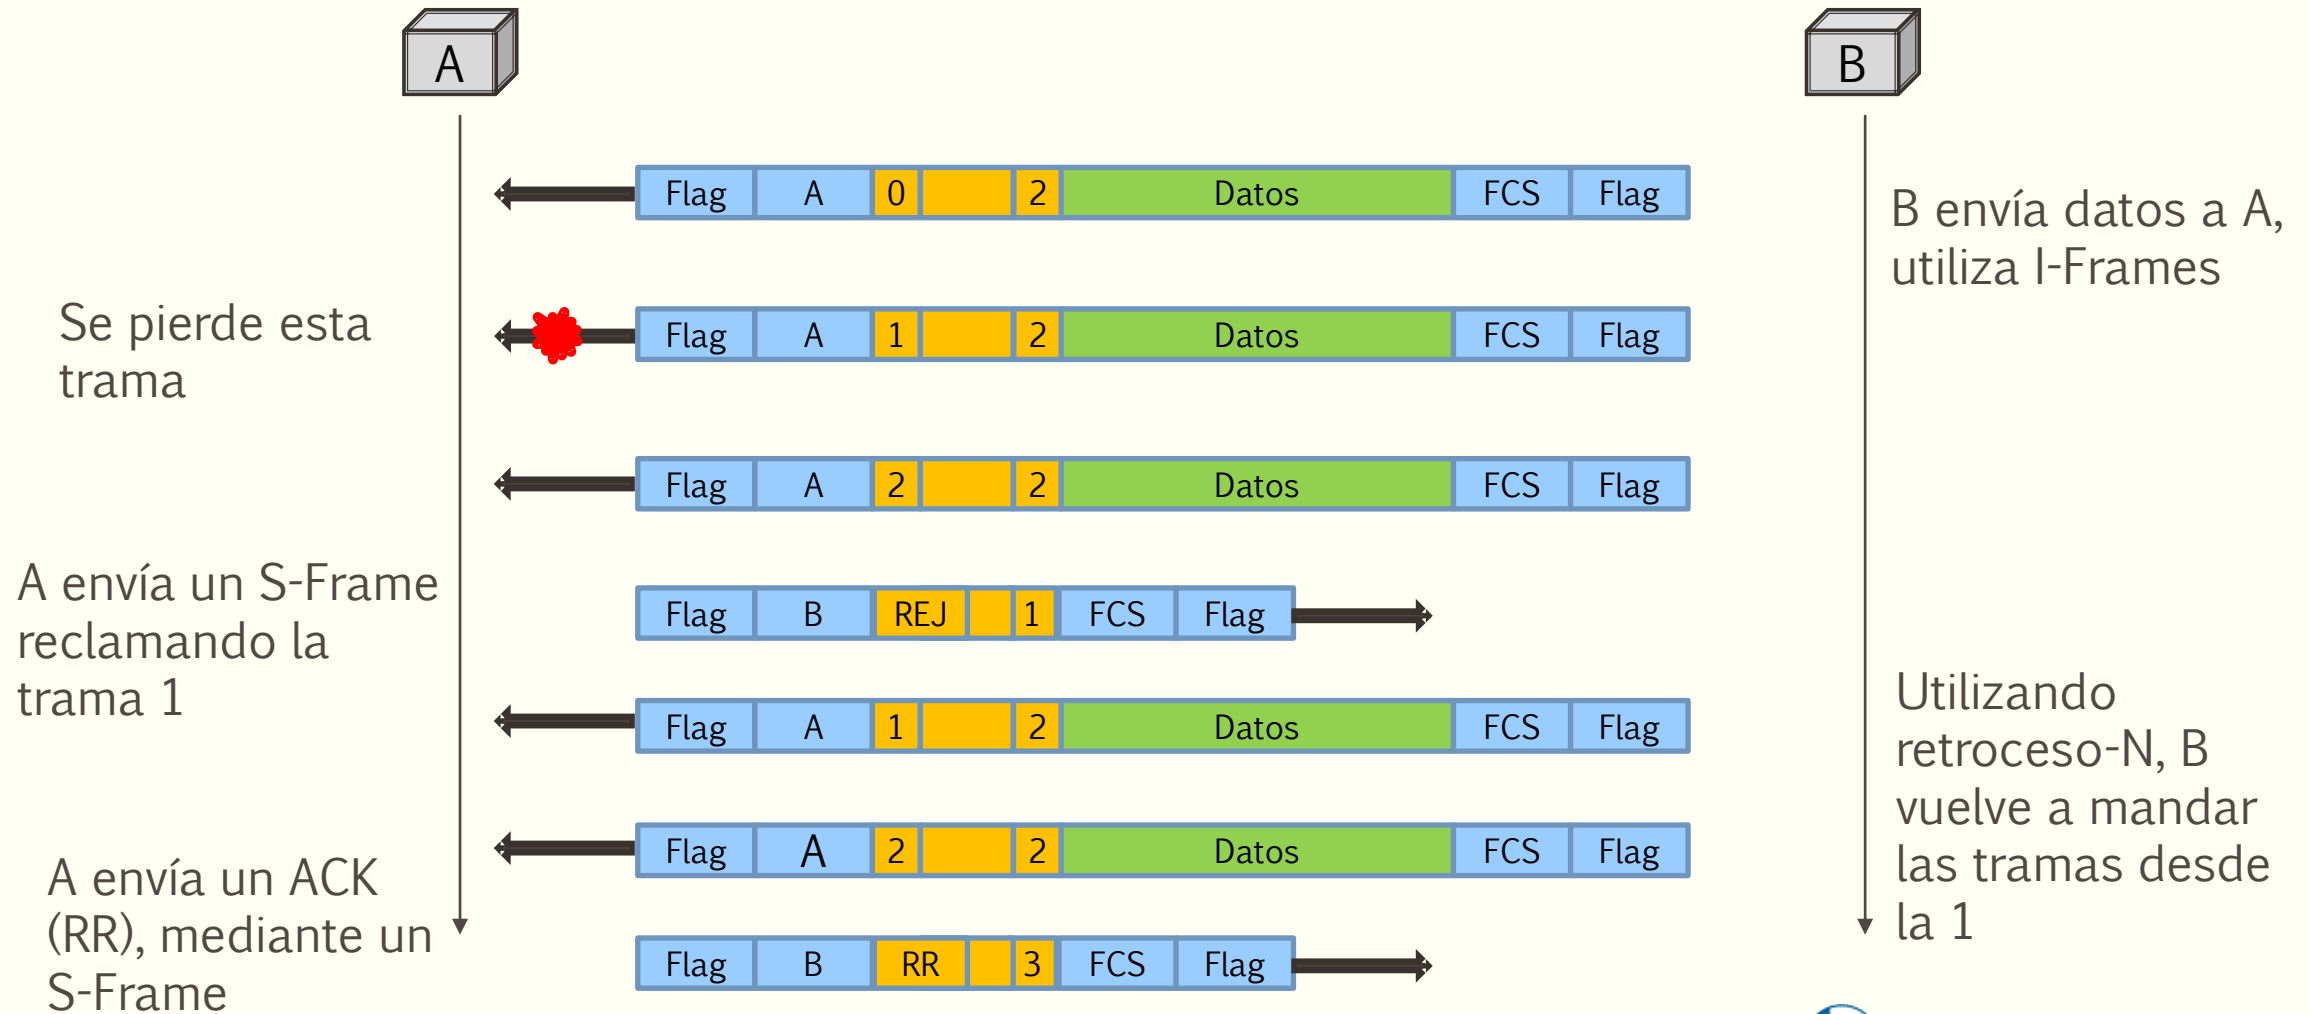 A
B
Flag A 0 2 Datos FCS Flag
B envía datos a A,
utiliza I-Frames
Se pierde esta
trama
Flag A 1 2 Datos FCS Flag
Flag A 2 2 Datos FCS Flag
A envía un S-Frame
reclamando la
trama 1
Flag B REJ 1 FCS Flag
Flag A 1 2 Datos FCS Flag
Utilizando
retroceso-N, B
vuelve a mandar
las tramas desde
la 1
Flag A 2 2 Datos FCS Flag
A envía un ACK
(RR), mediante un
S-Frame
Flag B RR 3 FCS Flag